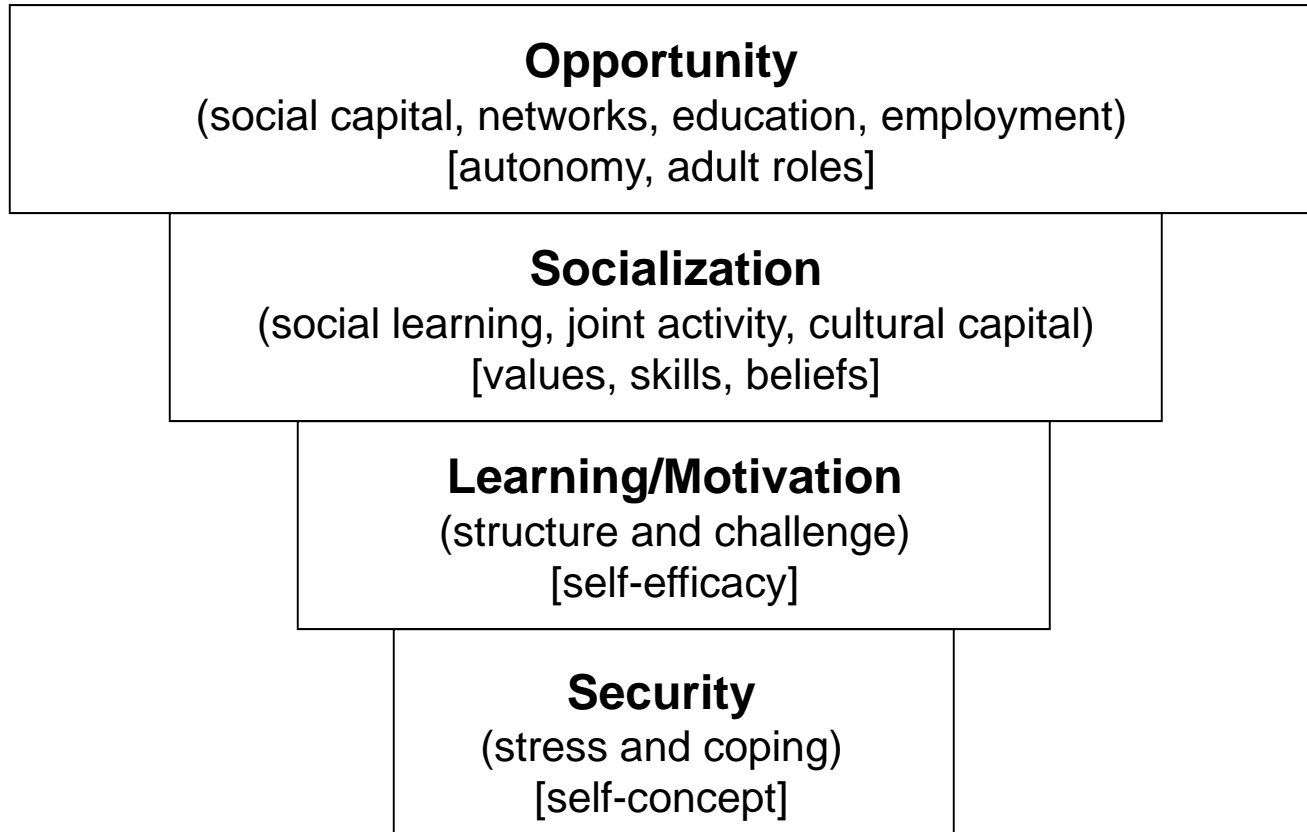 Opportunity
(social capital, networks, education, employment)
[autonomy, adult roles]
Socialization
(social learning, joint activity, cultural capital)
[values, skills, beliefs]
Learning/Motivation
(structure and challenge)
[self-efficacy]
Security
(stress and coping)
[self-concept]